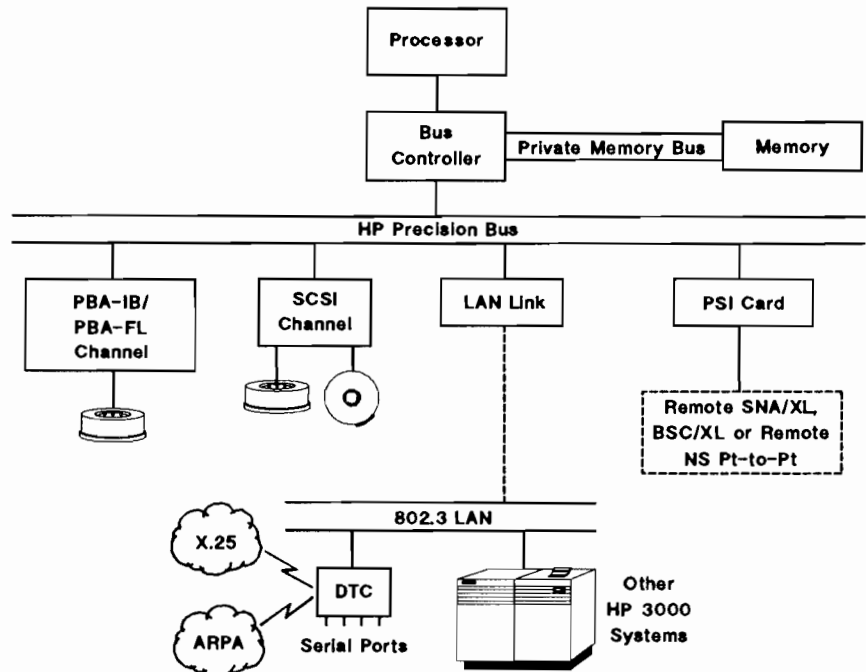 Processor
Bus
Controller
Private Memory Bus
Memory
HP Precision Bus
PBA-IB/
PBA-FL
Channel
SCSI
Channel
LAN Link
PSI Card
Remote SNA/XL,
BSC/XL or Remote
NS Pt-to-Pt
802.3 LAN
X.25
DTC
ARPA
Serial Ports
Other
HP 3000
Systems